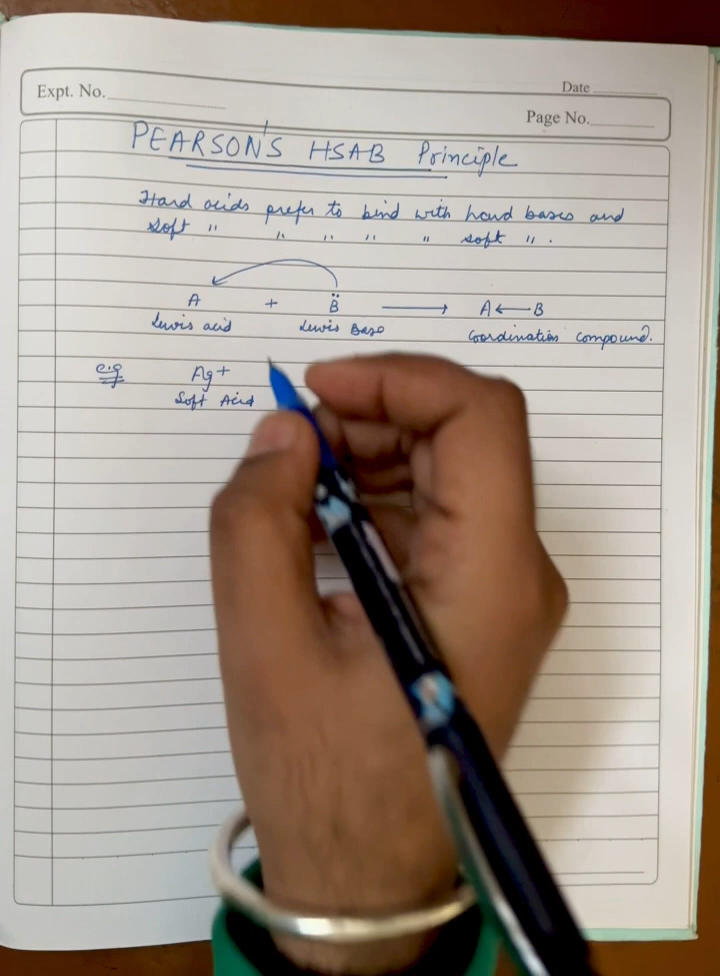 Expt. No.
Date
Page No.
PEARSON'S HSAB Principle
Hard acids prefer to bind with hard bases and
soft " " " " " soft " .
A + B̈ ⟶ A ⟵ B
Lewis acid Lewis Base Coordination compound.
e.g Ag+
Soft Acid